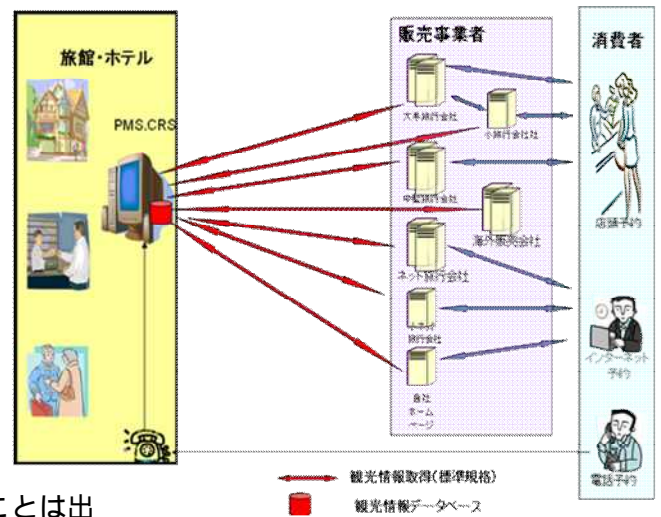 旅館・ホテル
PMS.CRS
販売事業者
大手旅行会社
小旅行会社社
中堅旅行会社
海外販売会社
ネット旅行会社
小ネット
旅行会社
自社
ホーム
ページ
消費者
店頭予約
インターネット
予約
電話予約
観光情報取得(標準規格)
観光情報データベース
ことは出